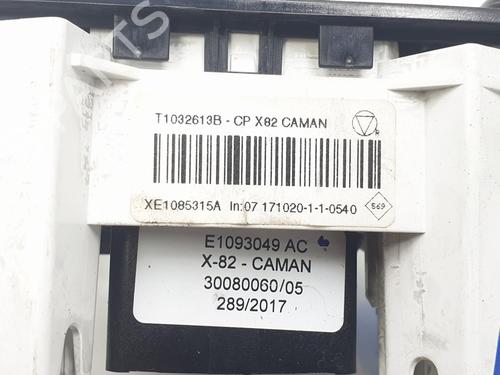 T1032613B - CP X82 CAMAN
R
XE1085315A In:07 171020-1-1-0540
569
E1093049 AC
X-82 - CAMAN
30080060/05
289/2017